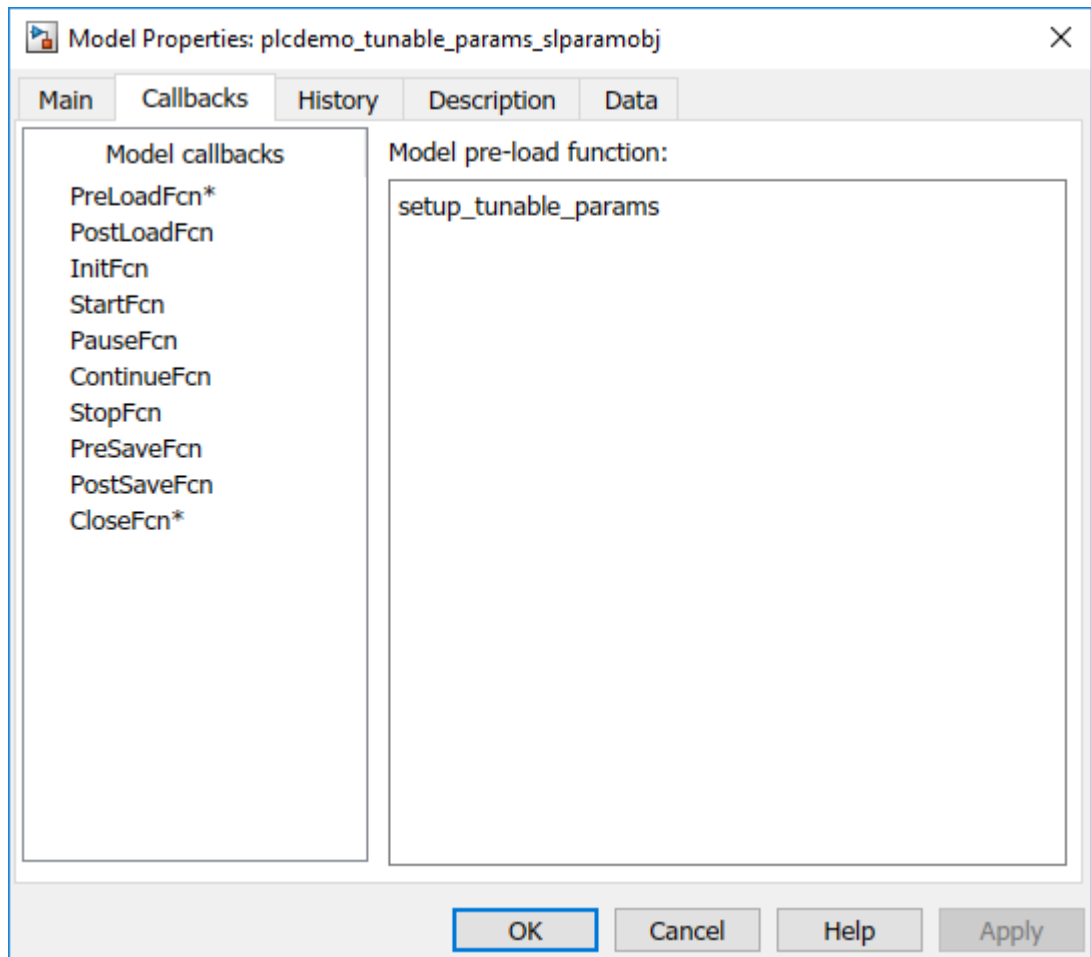 Model Properties: plcdemo_tunable_params_slparamobj
Main Callbacks History Description Data
Model callbacks
PreLoadFcn*
PostLoadFcn
InitFcn
StartFcn
PauseFcn
ContinueFcn
StopFcn
PreSaveFcn
PostSaveFcn
CloseFcn*
Model pre-load function:
setup_tunable_params
OK Cancel Help Apply